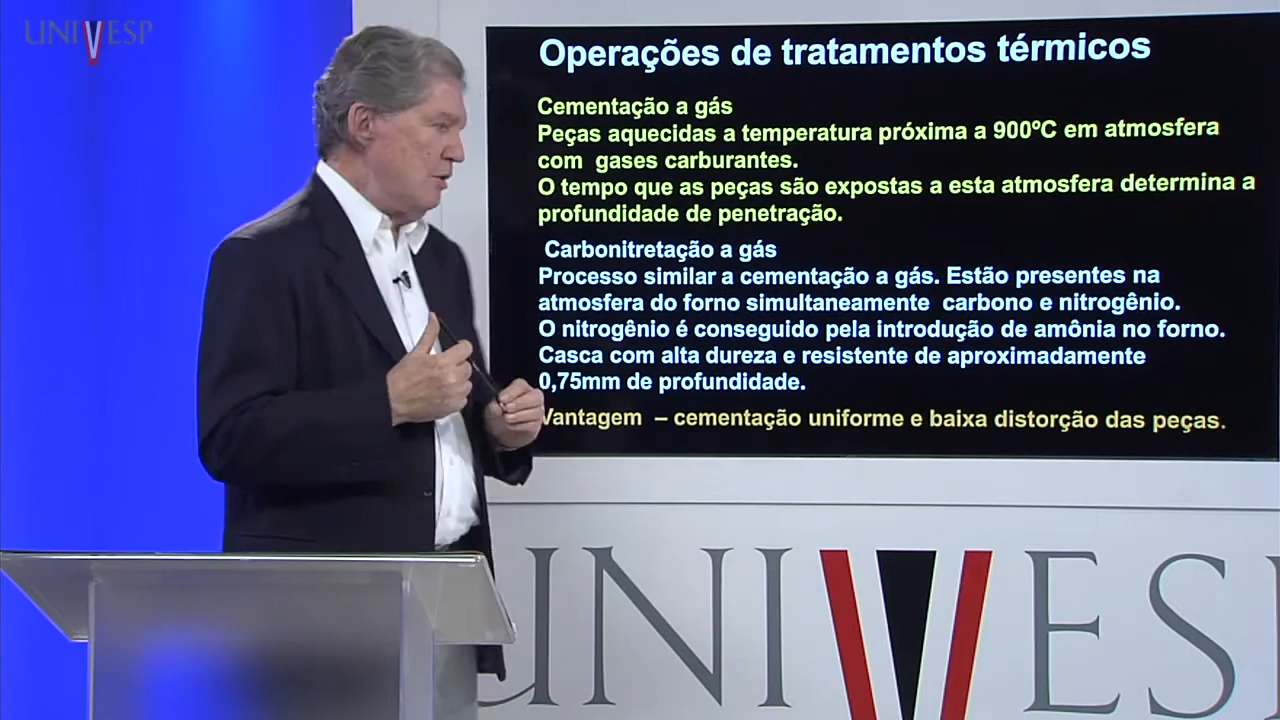 UNIVESP
Operações de tratamentos térmicos
Cementação a gás
Peças aquecidas a temperatura próxima a 900ºC em atmosfera
com gases carburantes.
O tempo que as peças são expostas a esta atmosfera determina a
profundidade de penetração.
Carbonitretação a gás
Processo similar a cementação a gás. Estão presentes na
atmosfera do forno simultaneamente carbono e nitrogênio.
O nitrogênio é conseguido pela introdução de amônia no forno.
Casca com alta dureza e resistente de aproximadamente
0,75mm de profundidade.
Vantagem – cementação uniforme e baixa distorção das peças.
UNIVESP